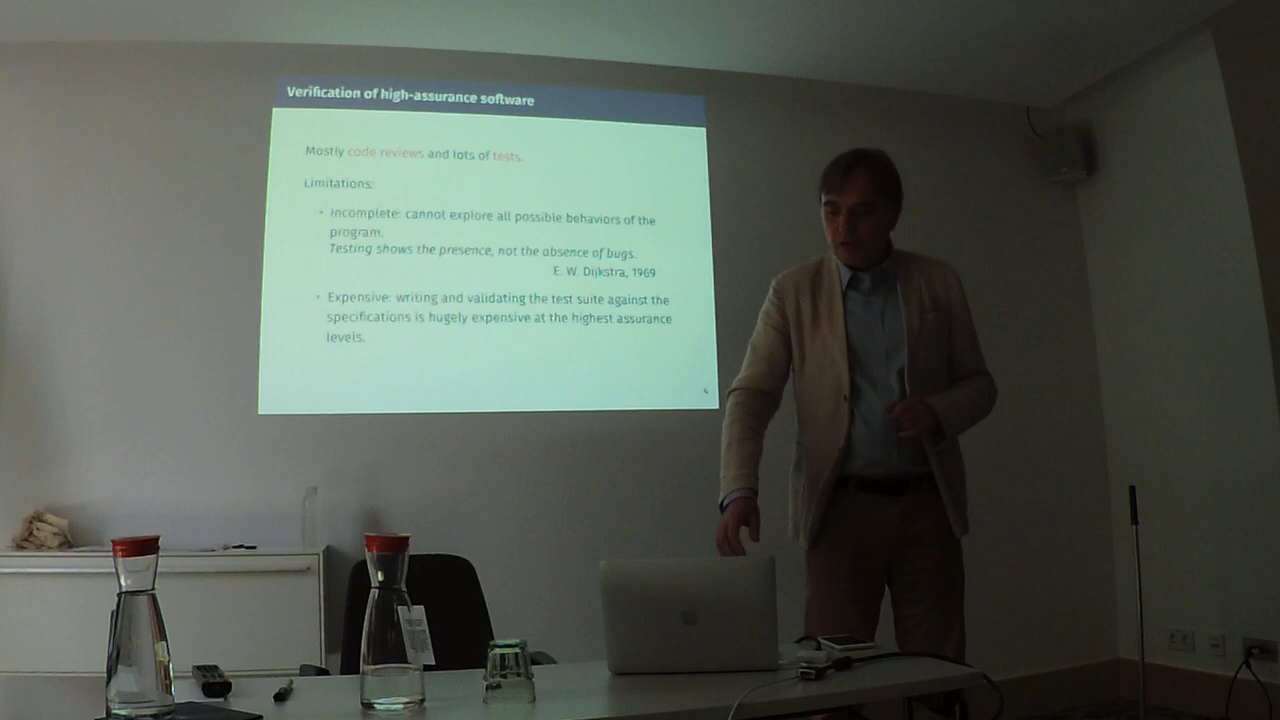 Verification of high-assurance software
Mostly code reviews and lots of tests.
Limitations:
• Incomplete: cannot explore all possible behaviors of the
program.
Testing shows the presence, not the absence of bugs.
E. W. Dijkstra, 1969
• Expensive: writing and validating the test suite against the
specifications is hugely expensive at the highest assurance
levels.